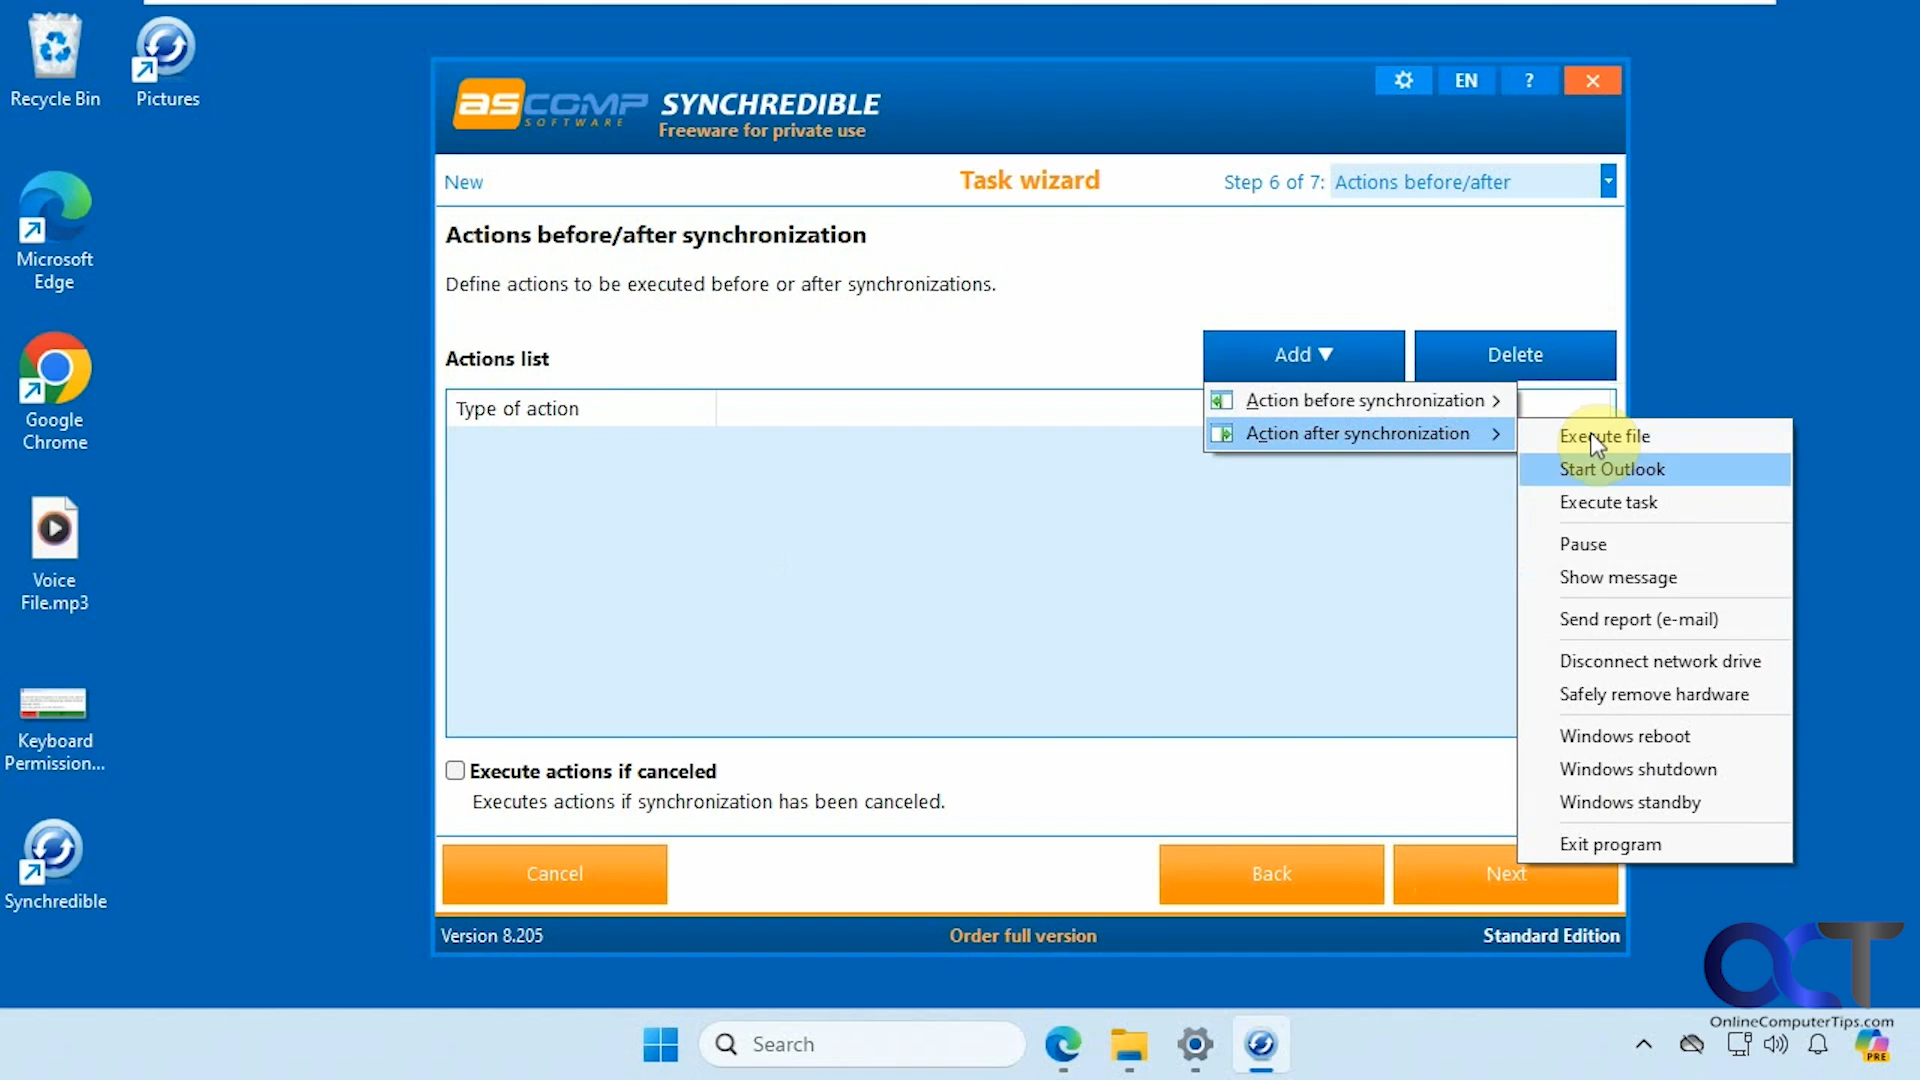 Recycle Bin
Pictures
Microsoft
Edge
Google
Chrome
Voice
File.mp3
Keyboard
Permission...
Synchredible
asCOMP
SOFTWARE
SYNCHREDIBLE
Freeware for private use
EN
?
New
Task wizard
Step 6 of 7:
Actions before/after
Actions before/after synchronization
Define actions to be executed before or after synchronizations.
Actions list
Add
Delete
Type of action
Action before synchronization
Action after synchronization
Execute file
Start Outlook
Execute task
Pause
Show message
Send report (e-mail)
Disconnect network drive
Safely remove hardware
Windows reboot
Windows shutdown
Windows standby
Exit program
Execute actions if canceled
Executes actions if synchronization has been canceled.
Cancel
Back
Next
Version 8.205
Order full version
Standard Edition
OCT
OnlineComputerTips.com
Search
PRE